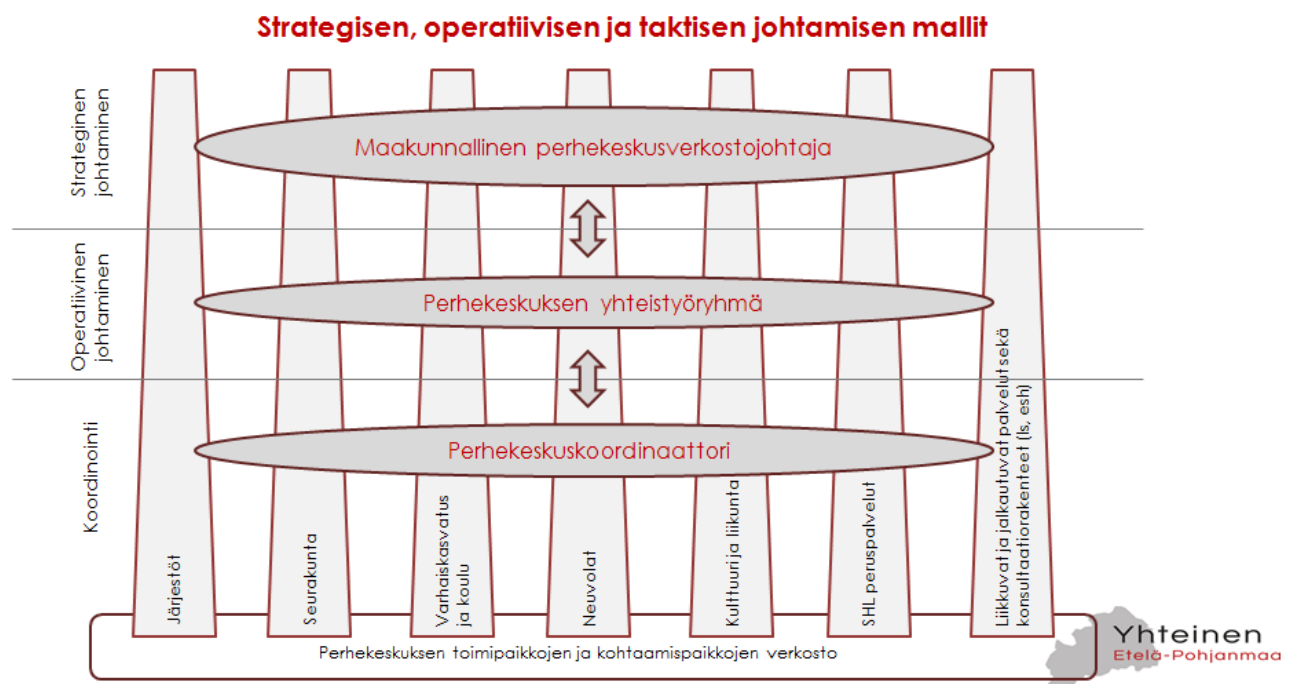 Strategisen, operatiivisen ja taktisen johtamisen mallit
Strateginen
johtaminen
Maakunnallinen perhekeskusverkostojohtaja
Operatiivinen
johtaminen
Perhekeskuksen yhteistyöryhmä
Koordinointi
Perhekeskuskoordinaattori
Järjestöt
Seurakunta
Varhaiskasvatus
ja koulu
Neuvolat
Kulttuuri ja liikunta
SHL peruspalvelut
Liikkuvat ja jalkautuvat palvelut sekä
konsultaatiorakenteet (ls, esh)
Perhekeskuksen toimipaikkojen ja kohtaamispaikkojen verkosto
Yhteinen
Etelä-Pohjanmaa